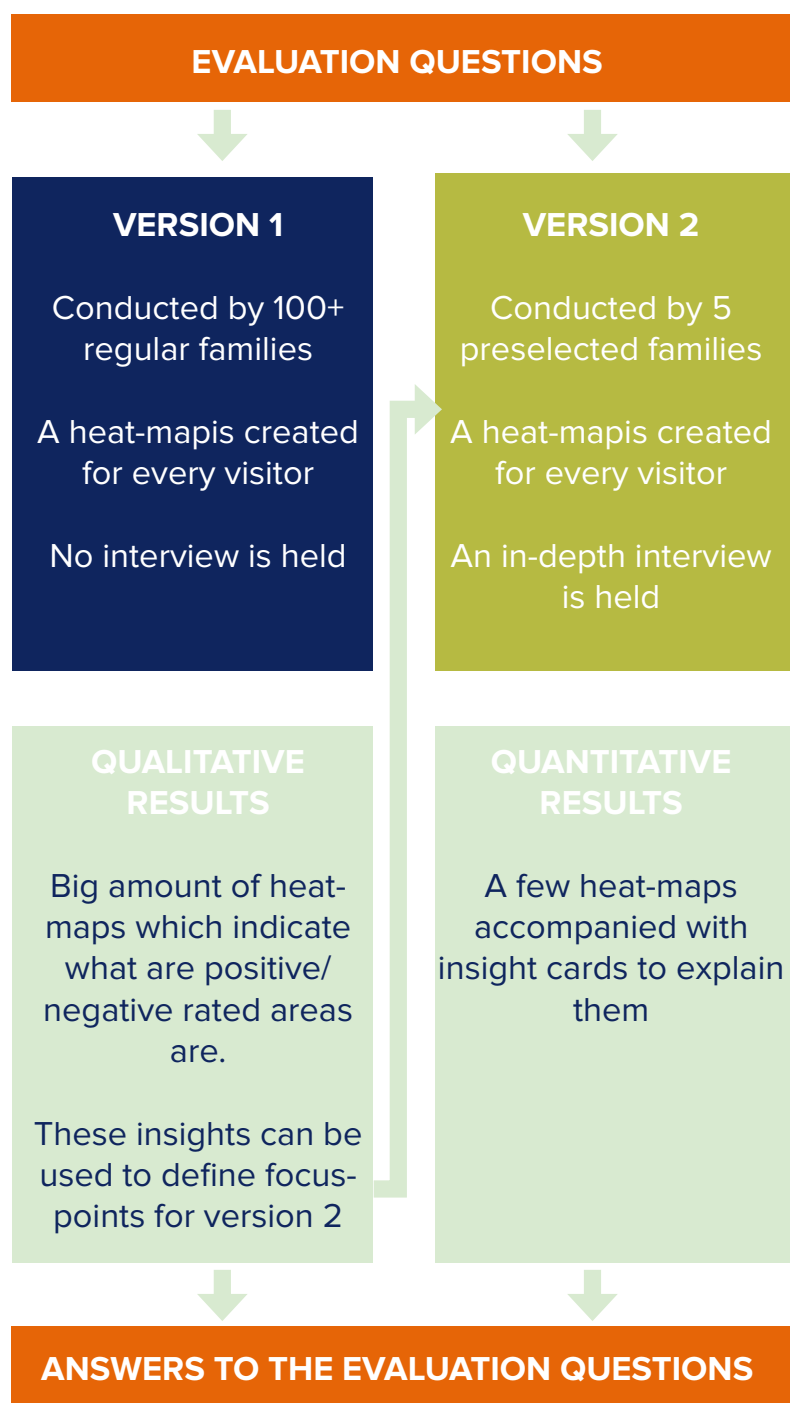 EVALUATION QUESTIONS
VERSION 1
Conducted by 100+
regular families
A heat-mapis created
for every visitor
No interview is held
VERSION 2
Conducted by 5
preselected families
A heat-mapis created
for every visitor
An in-depth interview
is held
QUALITATIVE
RESULTS
Big amount of heat-
maps which indicate
what are positive/
negative rated areas
are.
These insights can be
used to define focus-
points for version 2
QUANTITATIVE
RESULTS
A few heat-maps
accompanied with
insight cards to explain
them
ANSWERS TO THE EVALUATION QUESTIONS